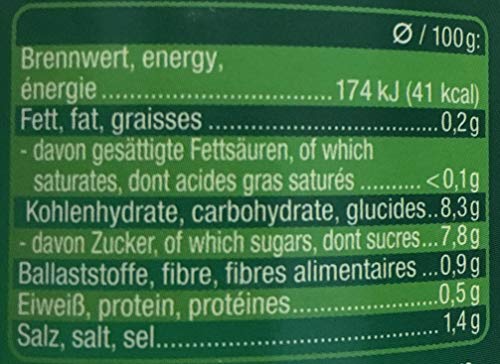 Ø / 100g:
Brennwert, energy,
énergie ................................. 174 kJ (41 kcal)
Fett, fat, graisses ................................. 0,2g
- davon gesättigte Fettsäuren, of which
saturates, dont acides gras saturés .......... <0,1g
Kohlenhydrate, carbohydrate, glucides..8,3g
- davon Zucker, of which sugars, dont sucres...7,8g
Ballaststoffe, fibre, fibres alimentaires ...0,9g
Eiweiß, protein, protéines.....................0,5g
Salz, salt, sel......................................... 1,4g